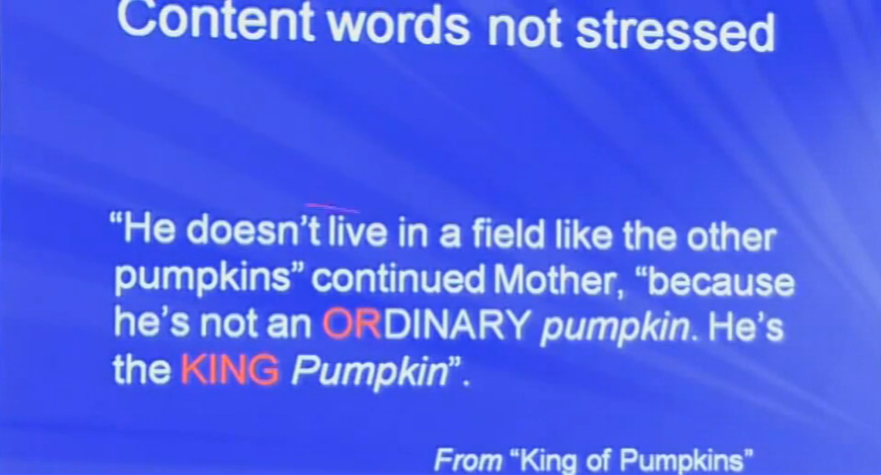 Content words not stressed
“He doesn’t live in a field like the other
pumpkins” continued Mother, “because
he’s not an ORDINARY pumpkin. He’s
the KING Pumpkin”.
From “King of Pumpkins”